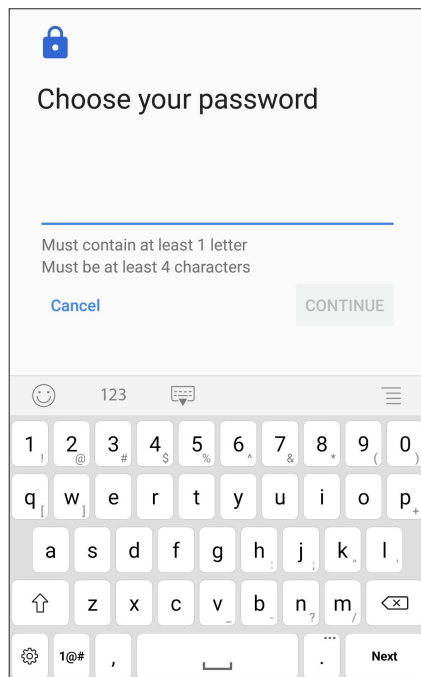 Choose your password
Must contain at least 1 letter
Must be at least 4 characters
Cancel CONTINUE
123
1 ! 2 @ 3 # 4 $ 5 % 6 ^ 7 & 8 * 9 ( 0 )
q [ w ] e r t y u i o p +
a s d f g h : j ; k " l '
z x c v _ b - n ? m /
1@# , . ... Next